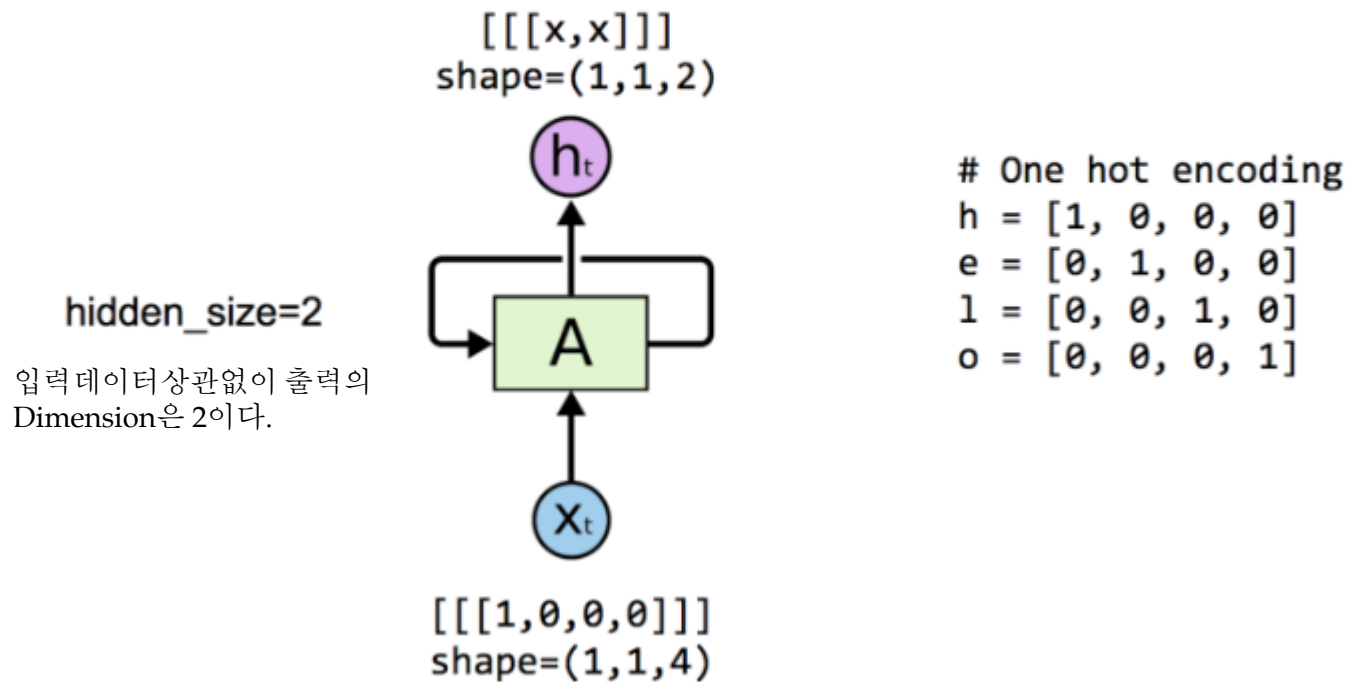 [[[x,x]]]
shape=(1,1,2)
hₜ
# One hot encoding
h = [1, 0, 0, 0]
e = [0, 1, 0, 0]
l = [0, 0, 1, 0]
o = [0, 0, 0, 1]
hidden_size=2
A
입력데이터상관없이 출력의
Dimension은 2이다.
Xₜ
[[[1,0,0,0]]]
shape=(1,1,4)